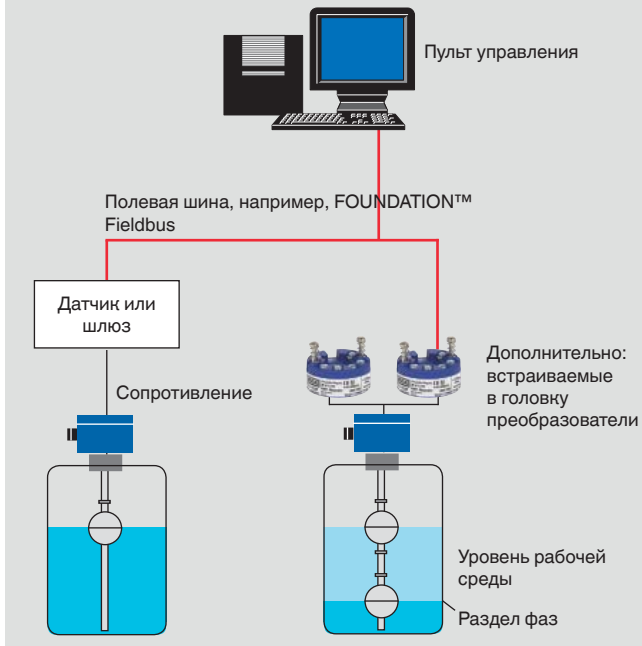 Пульт управления
Полевая шина, например, FOUNDATION™
Fieldbus
Датчик или
шлюз
Сопротивление
Дополнительно:
встраиваемые
в головку
преобразователи
Уровень рабочей
среды
Раздел фаз